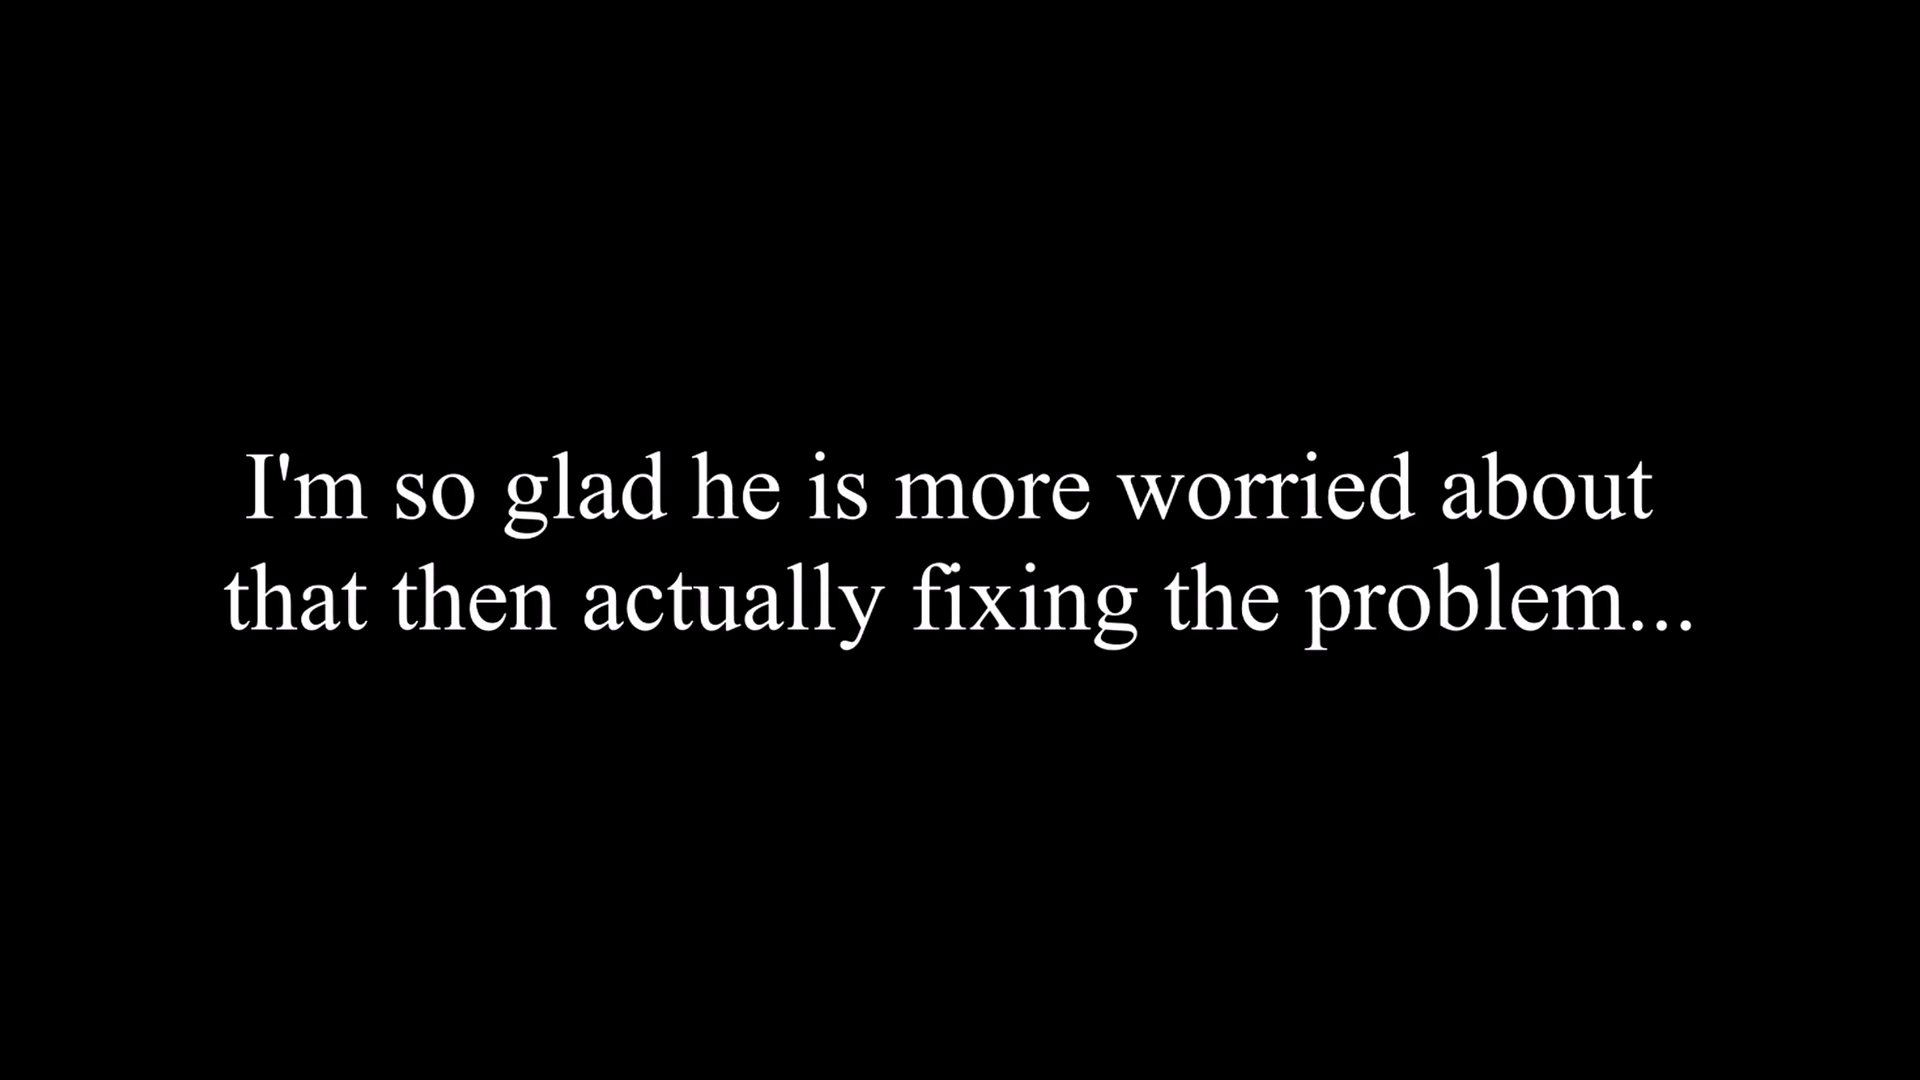 I'm so glad he is more worried about
that then actually fixing the problem...